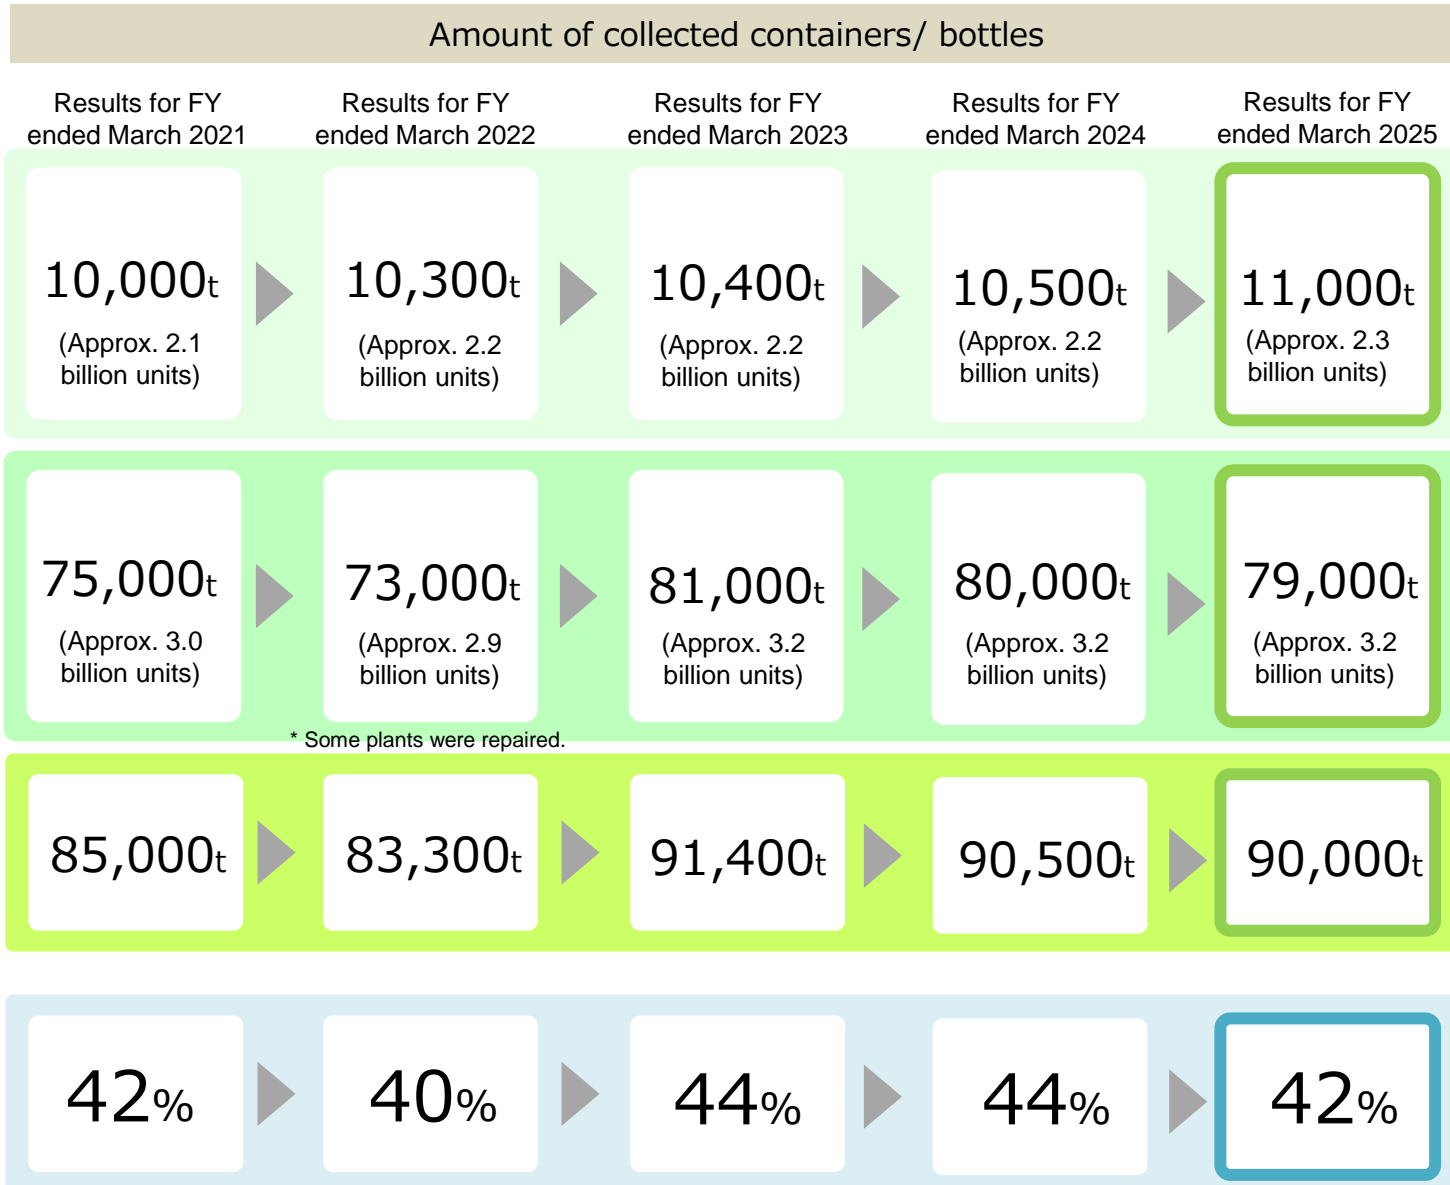 Amount of collected containers/ bottles
Results for FY
ended March 2021
Results for FY
ended March 2022
Results for FY
ended March 2023
Results for FY
ended March 2024
Results for FY
ended March 2025
10,000t
(Approx. 2.1
billion units)
10,300t
(Approx. 2.2
billion units)
10,400t
(Approx. 2.2
billion units)
10,500t
(Approx. 2.2
billion units)
11,000t
(Approx. 2.3
billion units)
75,000t
(Approx. 3.0
billion units)
73,000t
(Approx. 2.9
billion units)
81,000t
(Approx. 3.2
billion units)
80,000t
(Approx. 3.2
billion units)
79,000t
(Approx. 3.2
billion units)
* Some plants were repaired.
85,000t
83,300t
91,400t
90,500t
90,000t
42%
40%
44%
44%
42%